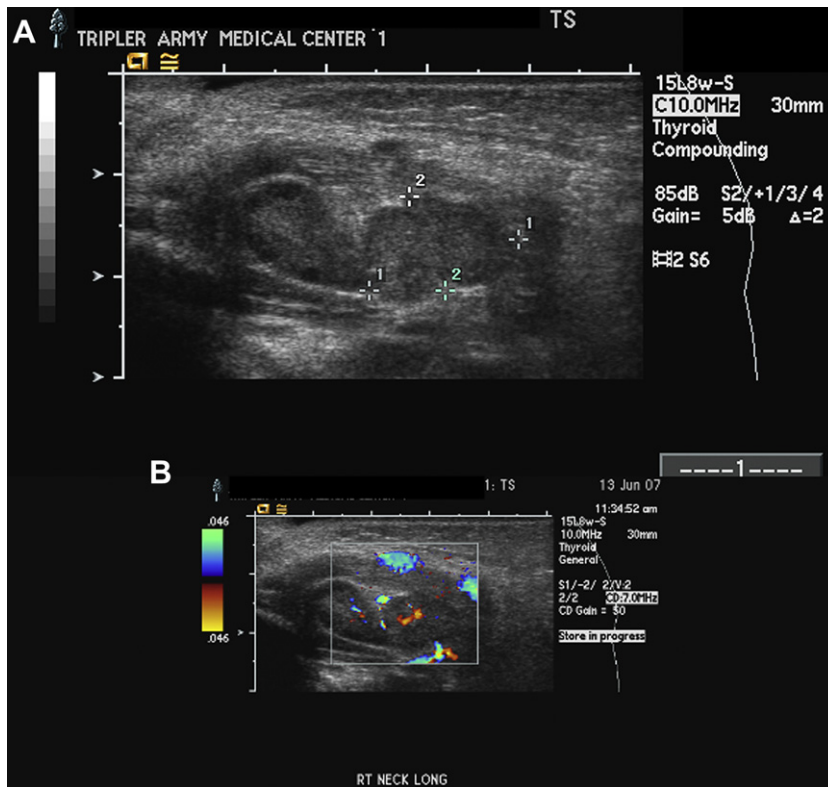 A
TS
TRIPLER ARMY MEDICAL CENTER 1
15L8w-S
C10.0MHz 30mm
Thyroid
Compounding
85dB S2/+1/3/4
Gain= 5dB Δ=2
2 S6
2
1
1
2
----1----
B
1: TS 13 Jun 07
11:34:52 am
.046
15L8w-S
10.0MHz 30mm
Thyroid
General
S1/-2/ 2/V:2
2/2 CD:7.0MHz
CD Gain = 50
Store in progress
.046
RT NECK LONG